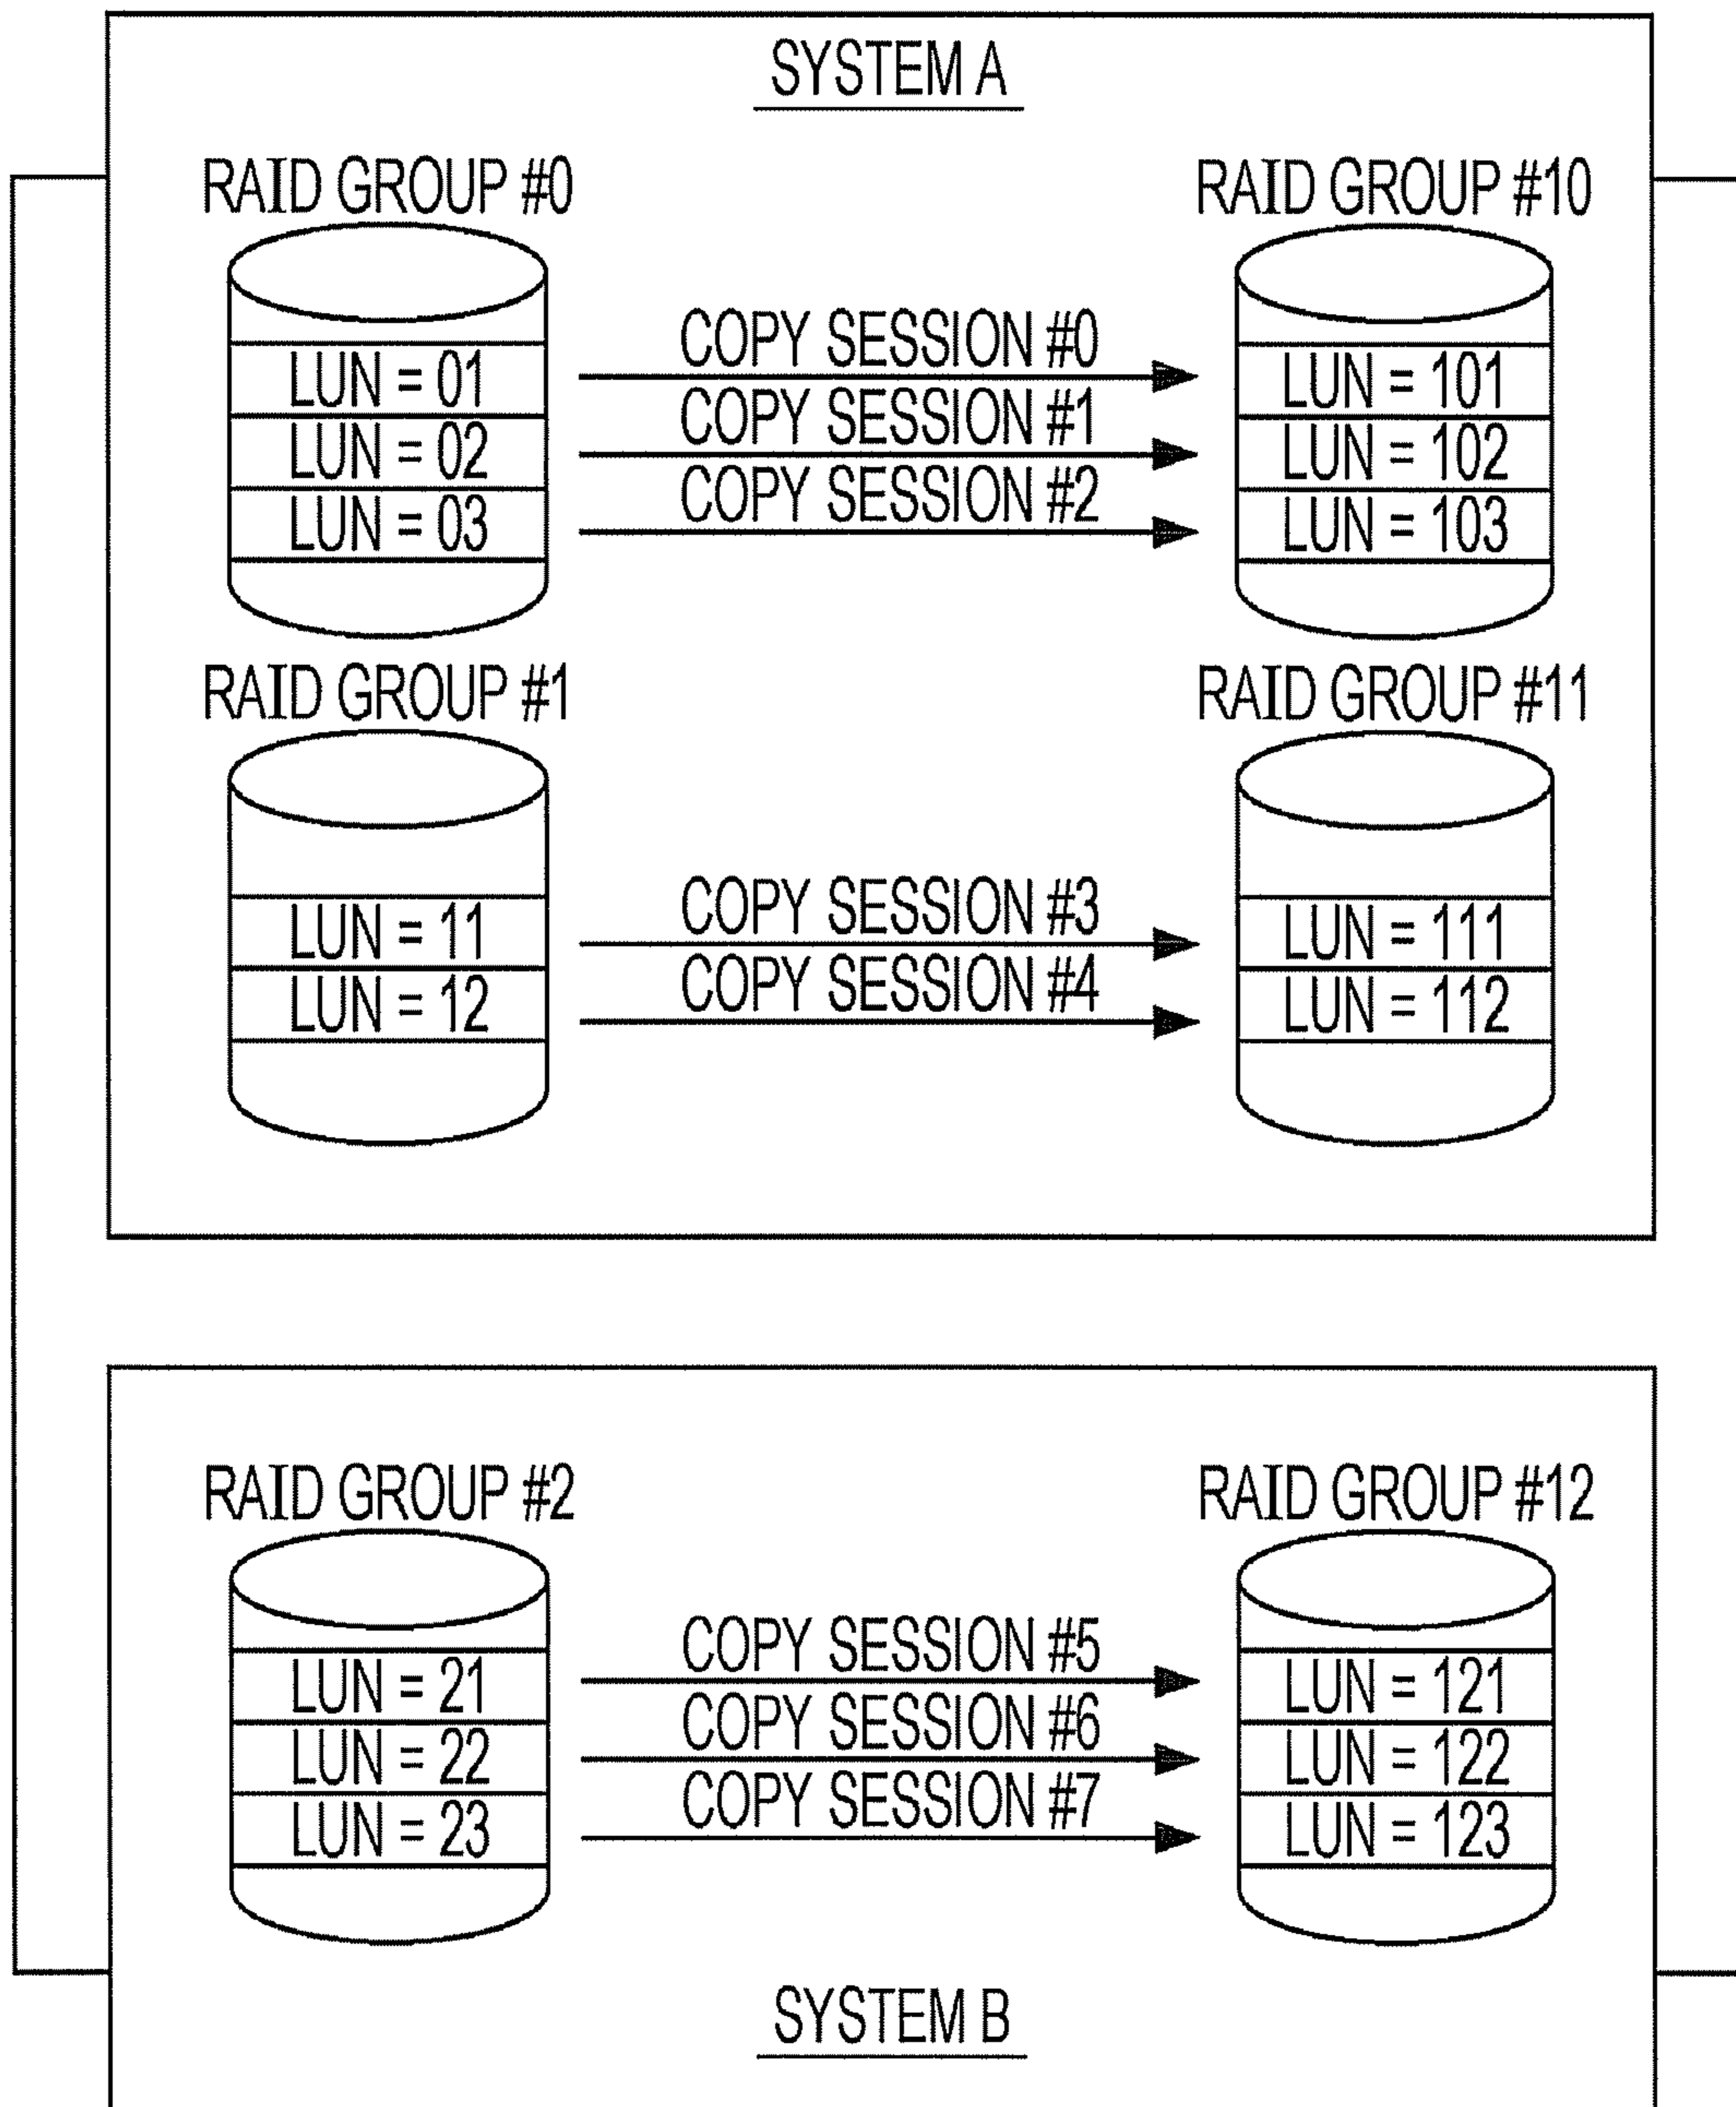 SYSTEM A
RAID GROUP #0
RAID GROUP #10
COPY SESSION #0
LUN = 01
LUN = 101
COPY SESSION #1
LUN = 02
LUN = 102
COPY SESSION #2
LUN = 03
LUN = 103
RAID GROUP #1
RAID GROUP #11
COPY SESSION #3
LUN = 11
LUN = 111
COPY SESSION #4
LUN = 12
LUN = 112
RAID GROUP #2
RAID GROUP #12
COPY SESSION #5
LUN = 21
LUN = 121
COPY SESSION #6
LUN = 22
LUN = 122
COPY SESSION #7
LUN = 23
LUN = 123
SYSTEM B